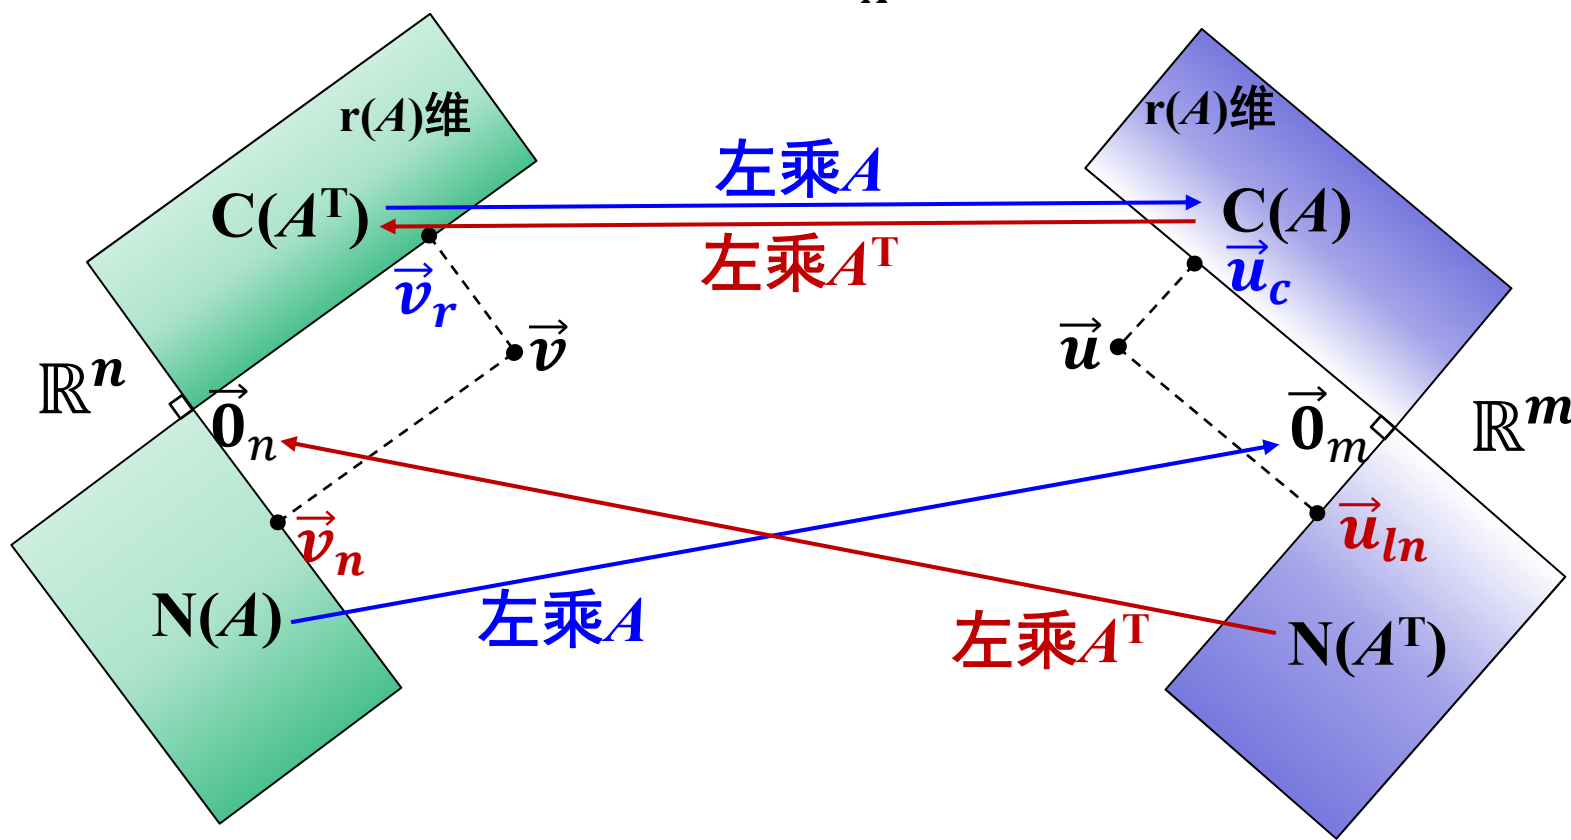 r(A)维
C(Aᵀ)
v⃗ᵣ
v⃗
ℝⁿ
0⃗ₙ
v⃗ₙ
N(A)
左乘A
左乘Aᵀ
左乘A
左乘Aᵀ
r(A)维
C(A)
u⃗_c
u⃗
0⃗ₘ
ℝᵐ
u⃗_{ln}
N(Aᵀ)